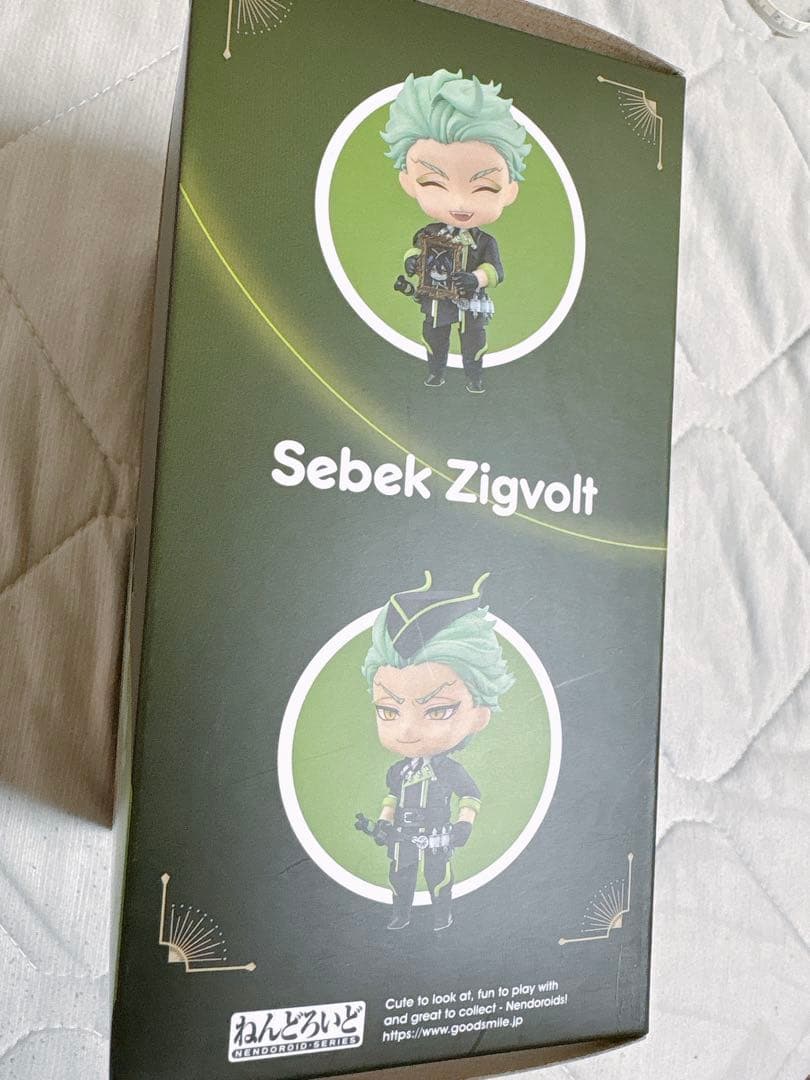 Sebek Zigvolt
ねんどろいど
NENDOROID·SERIES
Cute to look at, fun to play with
and great to collect - Nendoroids!
https://www.goodsmile.jp